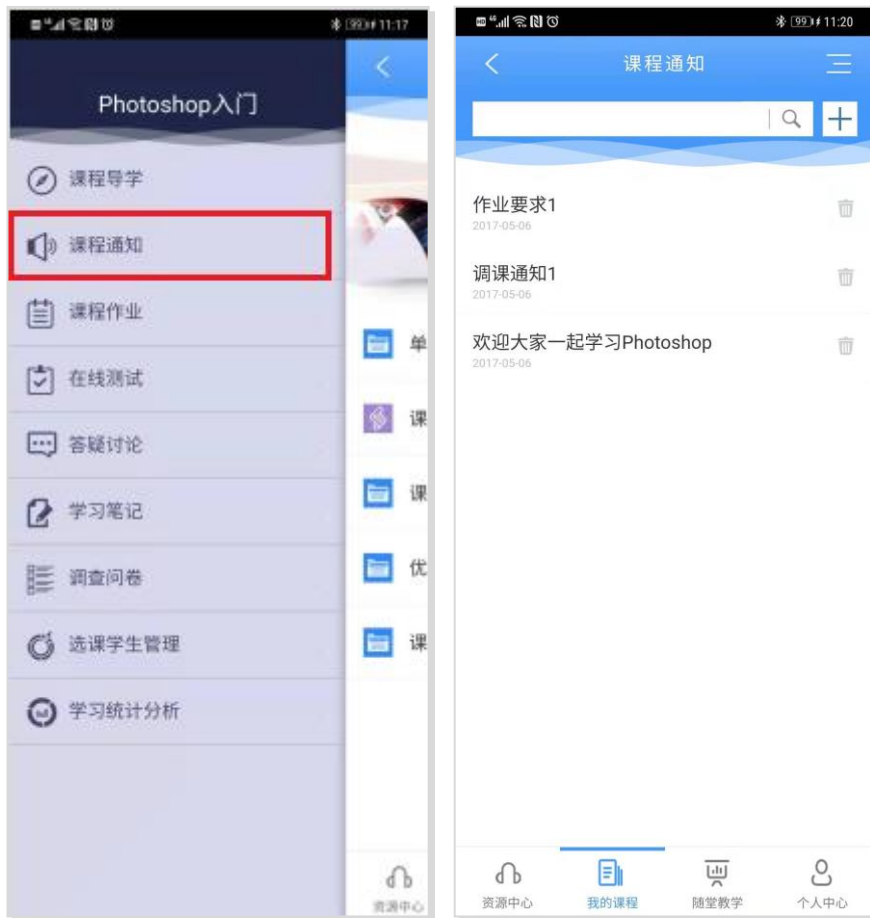 11:17
Photoshop入门
课程导学
课程通知
课程作业
在线测试
答疑讨论
学习笔记
调查问卷
选课学生管理
学习统计分析
单
课
课
优
课
资源中心
99 11:20
课程通知
作业要求1
2017-05-06
调课通知1
2017-05-06
欢迎大家一起学习Photoshop
2017-05-06
资源中心
我的课程
随堂教学
个人中心